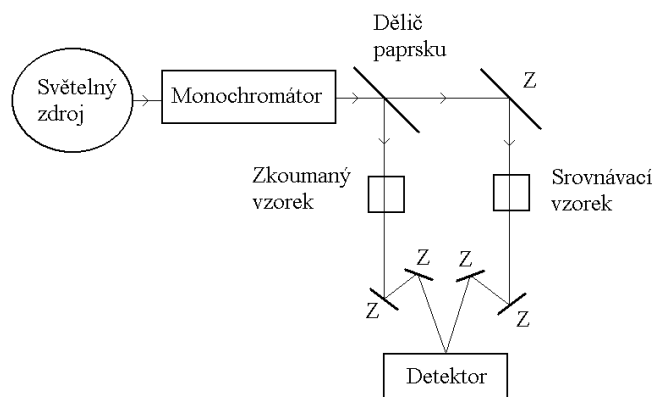 Dělič
paprsku
Světelný
zdroj
Monochromátor
Z
Zkoumaný
vzorek
Srovnávací
vzorek
Z
Z
Z
Z
Detektor